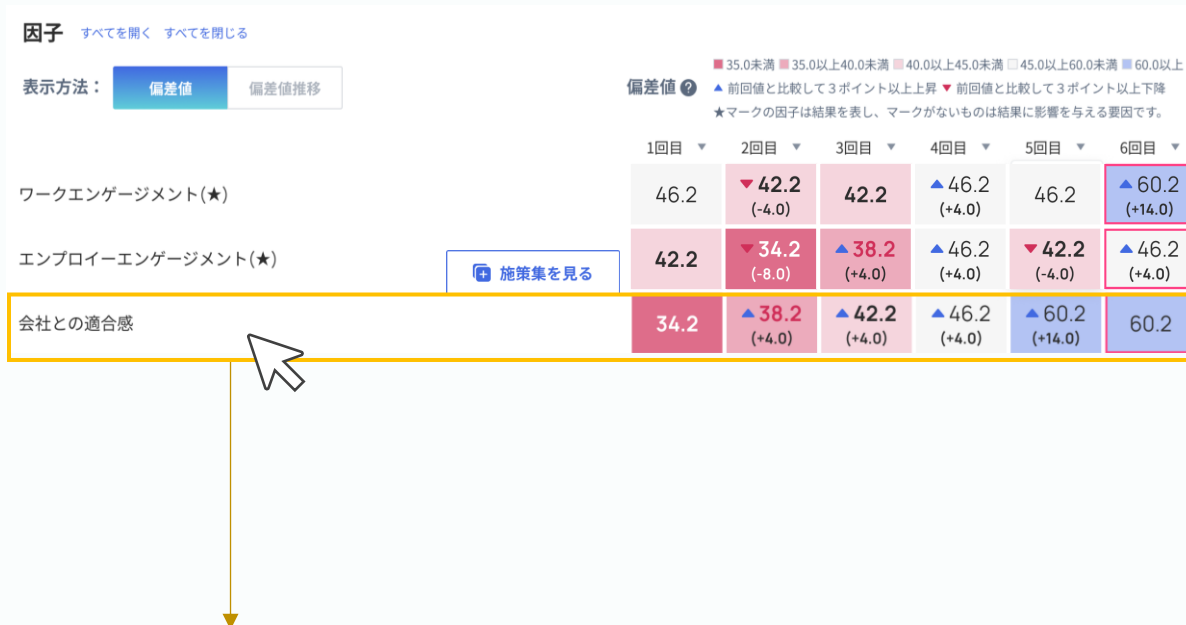 因子 すべてを開く すべてを閉じる
表示方法： 偏差値 偏差値推移
偏差値 ? ■35.0未満 ■35.0以上40.0未満 ■40.0以上45.0未満 □45.0以上60.0未満 ■60.0以上
▲ 前回値と比較して３ポイント以上上昇 ▼ 前回値と比較して３ポイント以上下降
★マークの因子は結果を表し、マークがないものは結果に影響を与える要因です。
1回目 ▼ 2回目 ▼ 3回目 ▼ 4回目 ▼ 5回目 ▼ 6回目 ▼
ワークエンゲージメント(★) 46.2 ▼42.2 42.2 ▲46.2 46.2 ▲60.2
(-4.0) (+4.0) (+14.0)
エンプロイーエンゲージメント(★) 42.2 ▼34.2 ▲38.2 ▲46.2 ▼42.2 ▲46.2
(-8.0) (+4.0) (+4.0) (-4.0) (+4.0)
施策集を見る
会社との適合感 34.2 ▲38.2 ▲42.2 ▲46.2 ▲60.2 60.2
(+4.0) (+4.0) (+4.0) (+14.0)